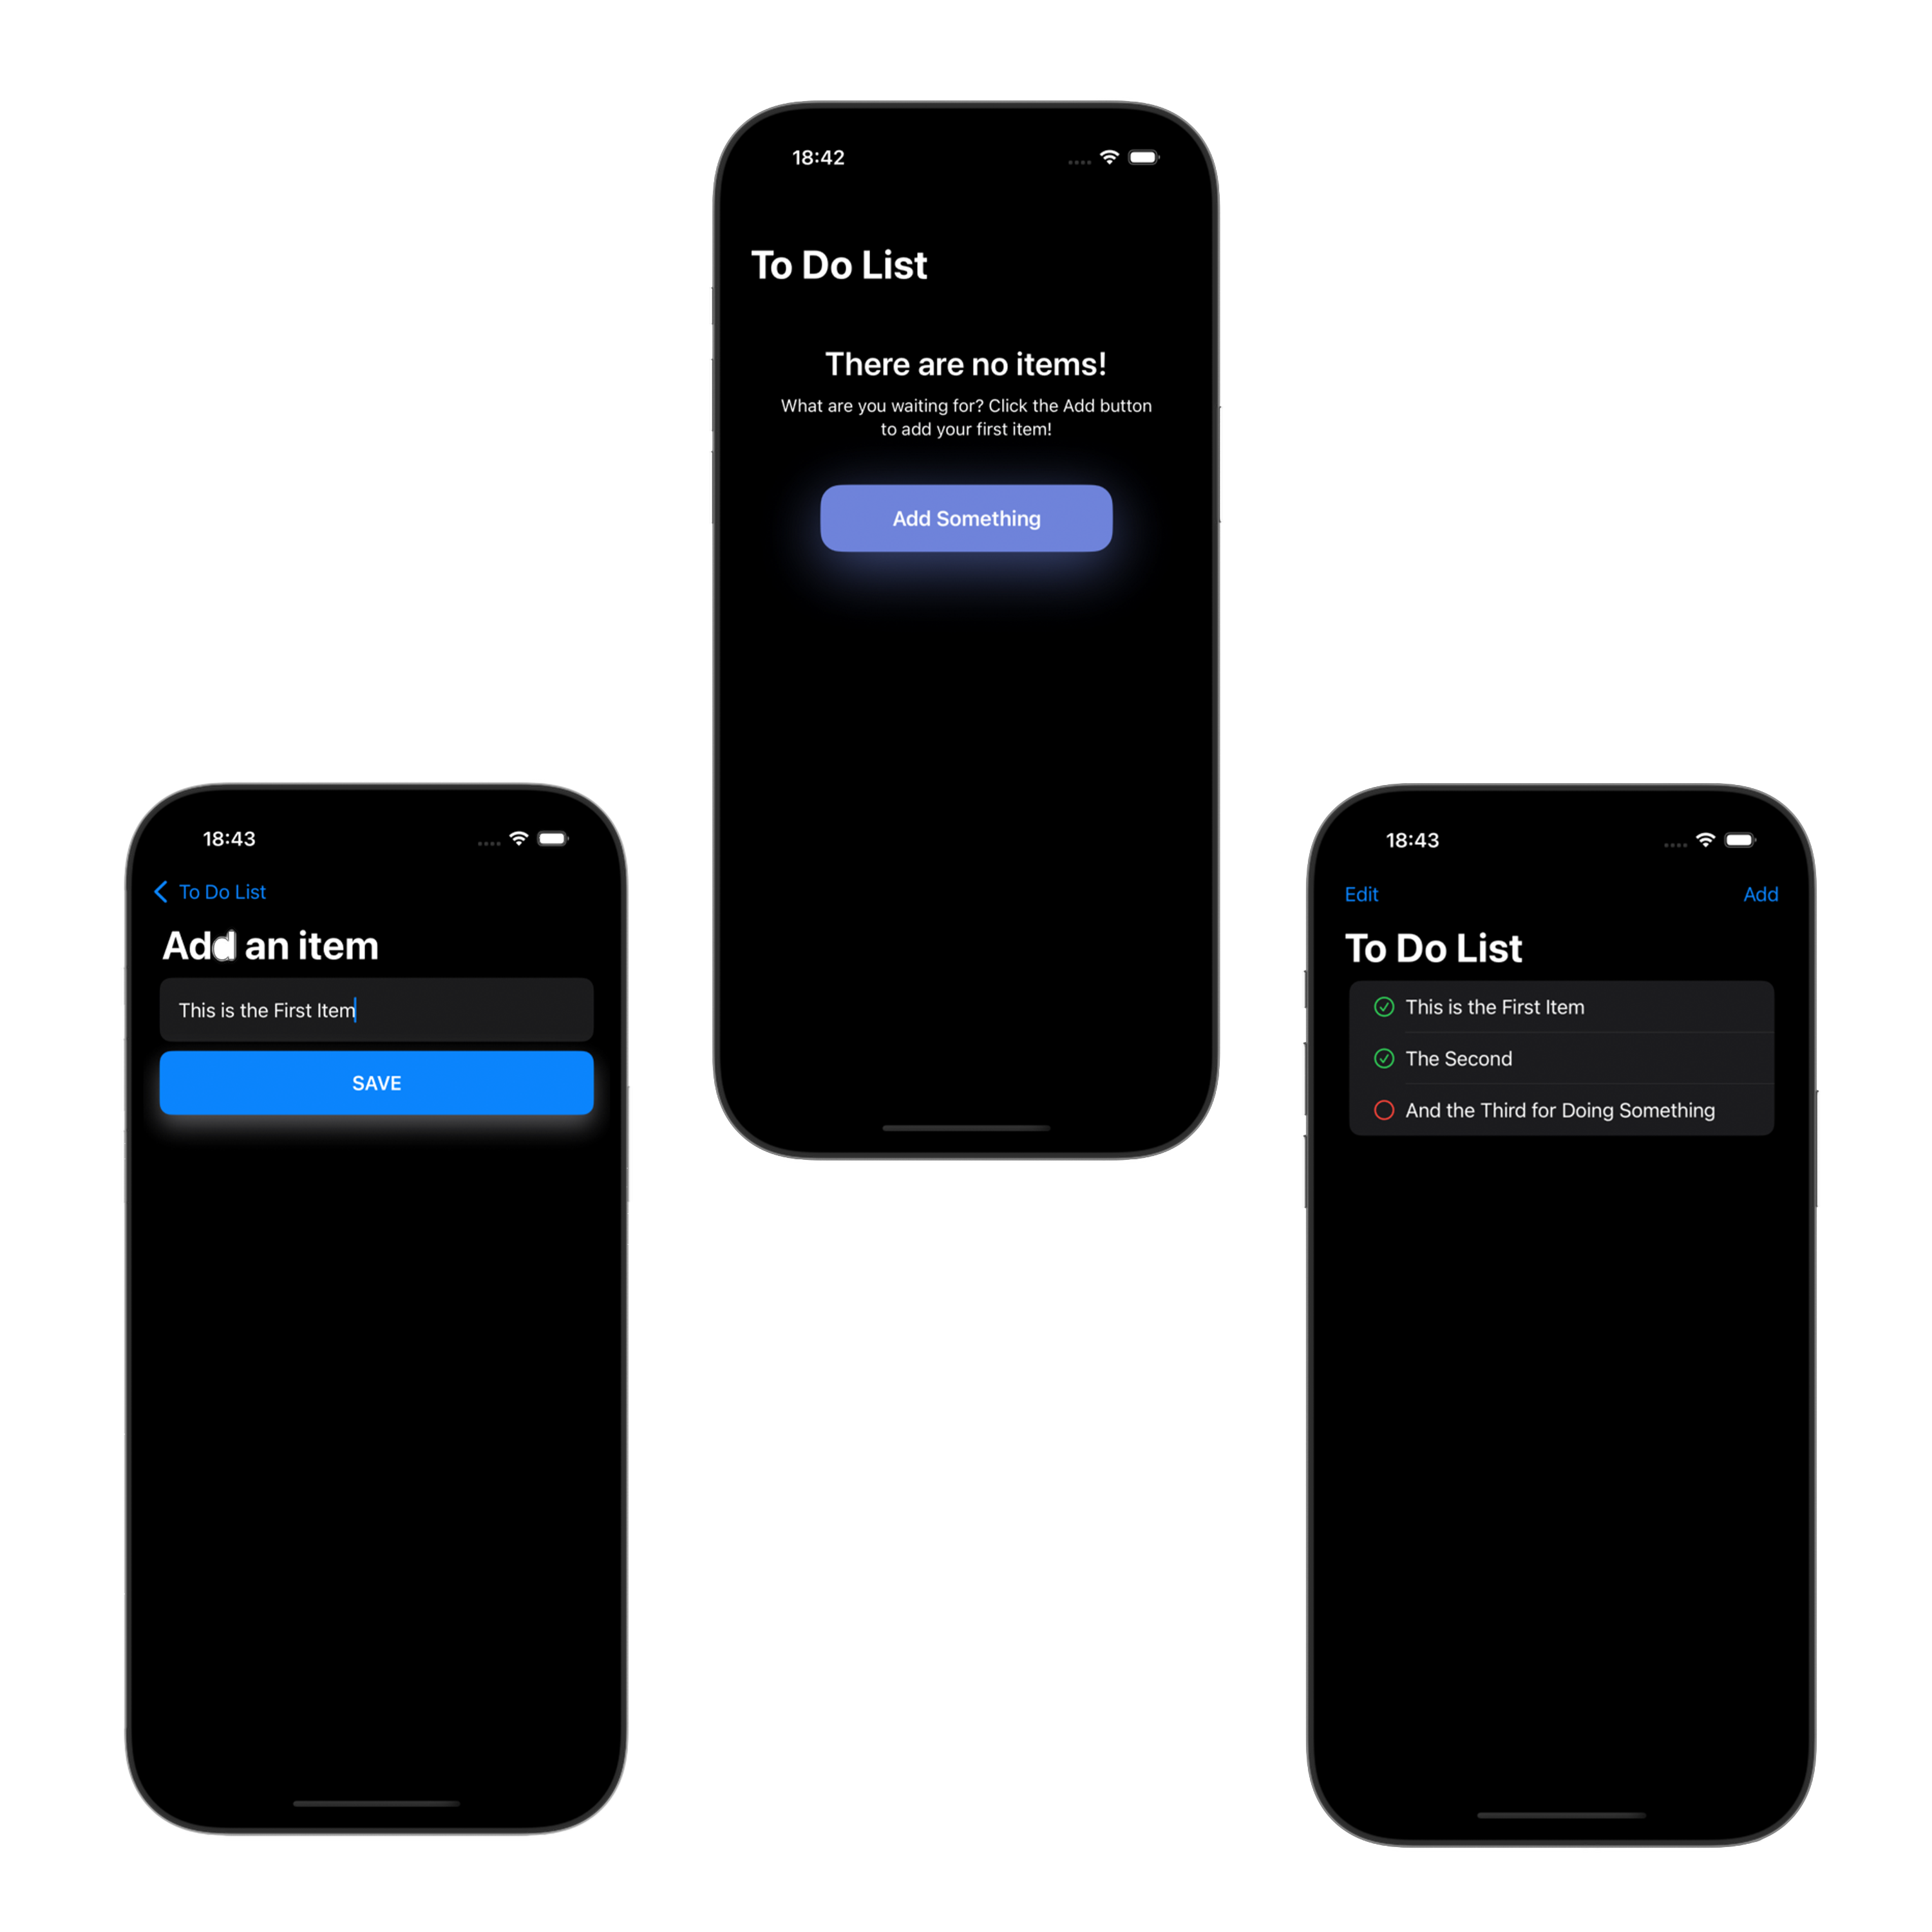 18:42
To Do List
There are no items!
What are you waiting for? Click the Add button
to add your first item!
Add Something
18:43
To Do List
Add an item
This is the First Item
SAVE
18:43
Edit
Add
To Do List
This is the First Item
The Second
And the Third for Doing Something